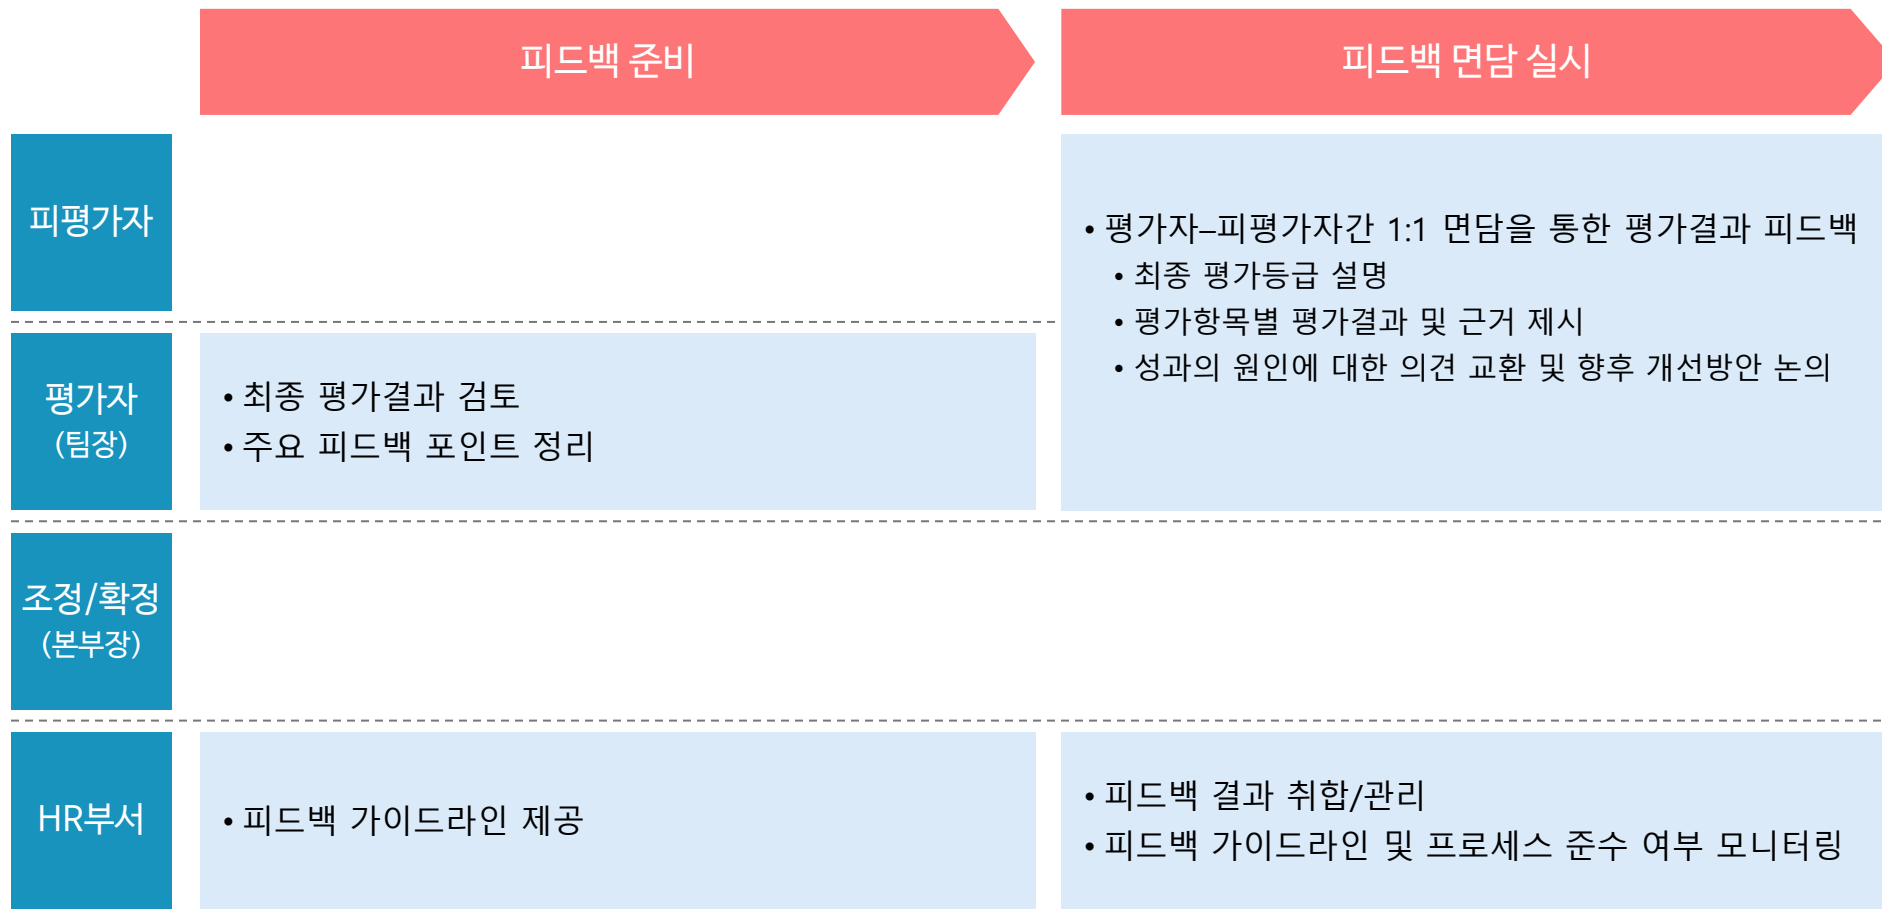 피드백 준비
피드백 면담 실시
피평가자
• 평가자–피평가자간 1:1 면담을 통한 평가결과 피드백
• 최종 평가등급 설명
• 평가항목별 평가결과 및 근거 제시
• 성과의 원인에 대한 의견 교환 및 향후 개선방안 논의
평가자
(팀장)
• 최종 평가결과 검토
• 주요 피드백 포인트 정리
조정/확정
(본부장)
HR부서
• 피드백 가이드라인 제공
• 피드백 결과 취합/관리
• 피드백 가이드라인 및 프로세스 준수 여부 모니터링